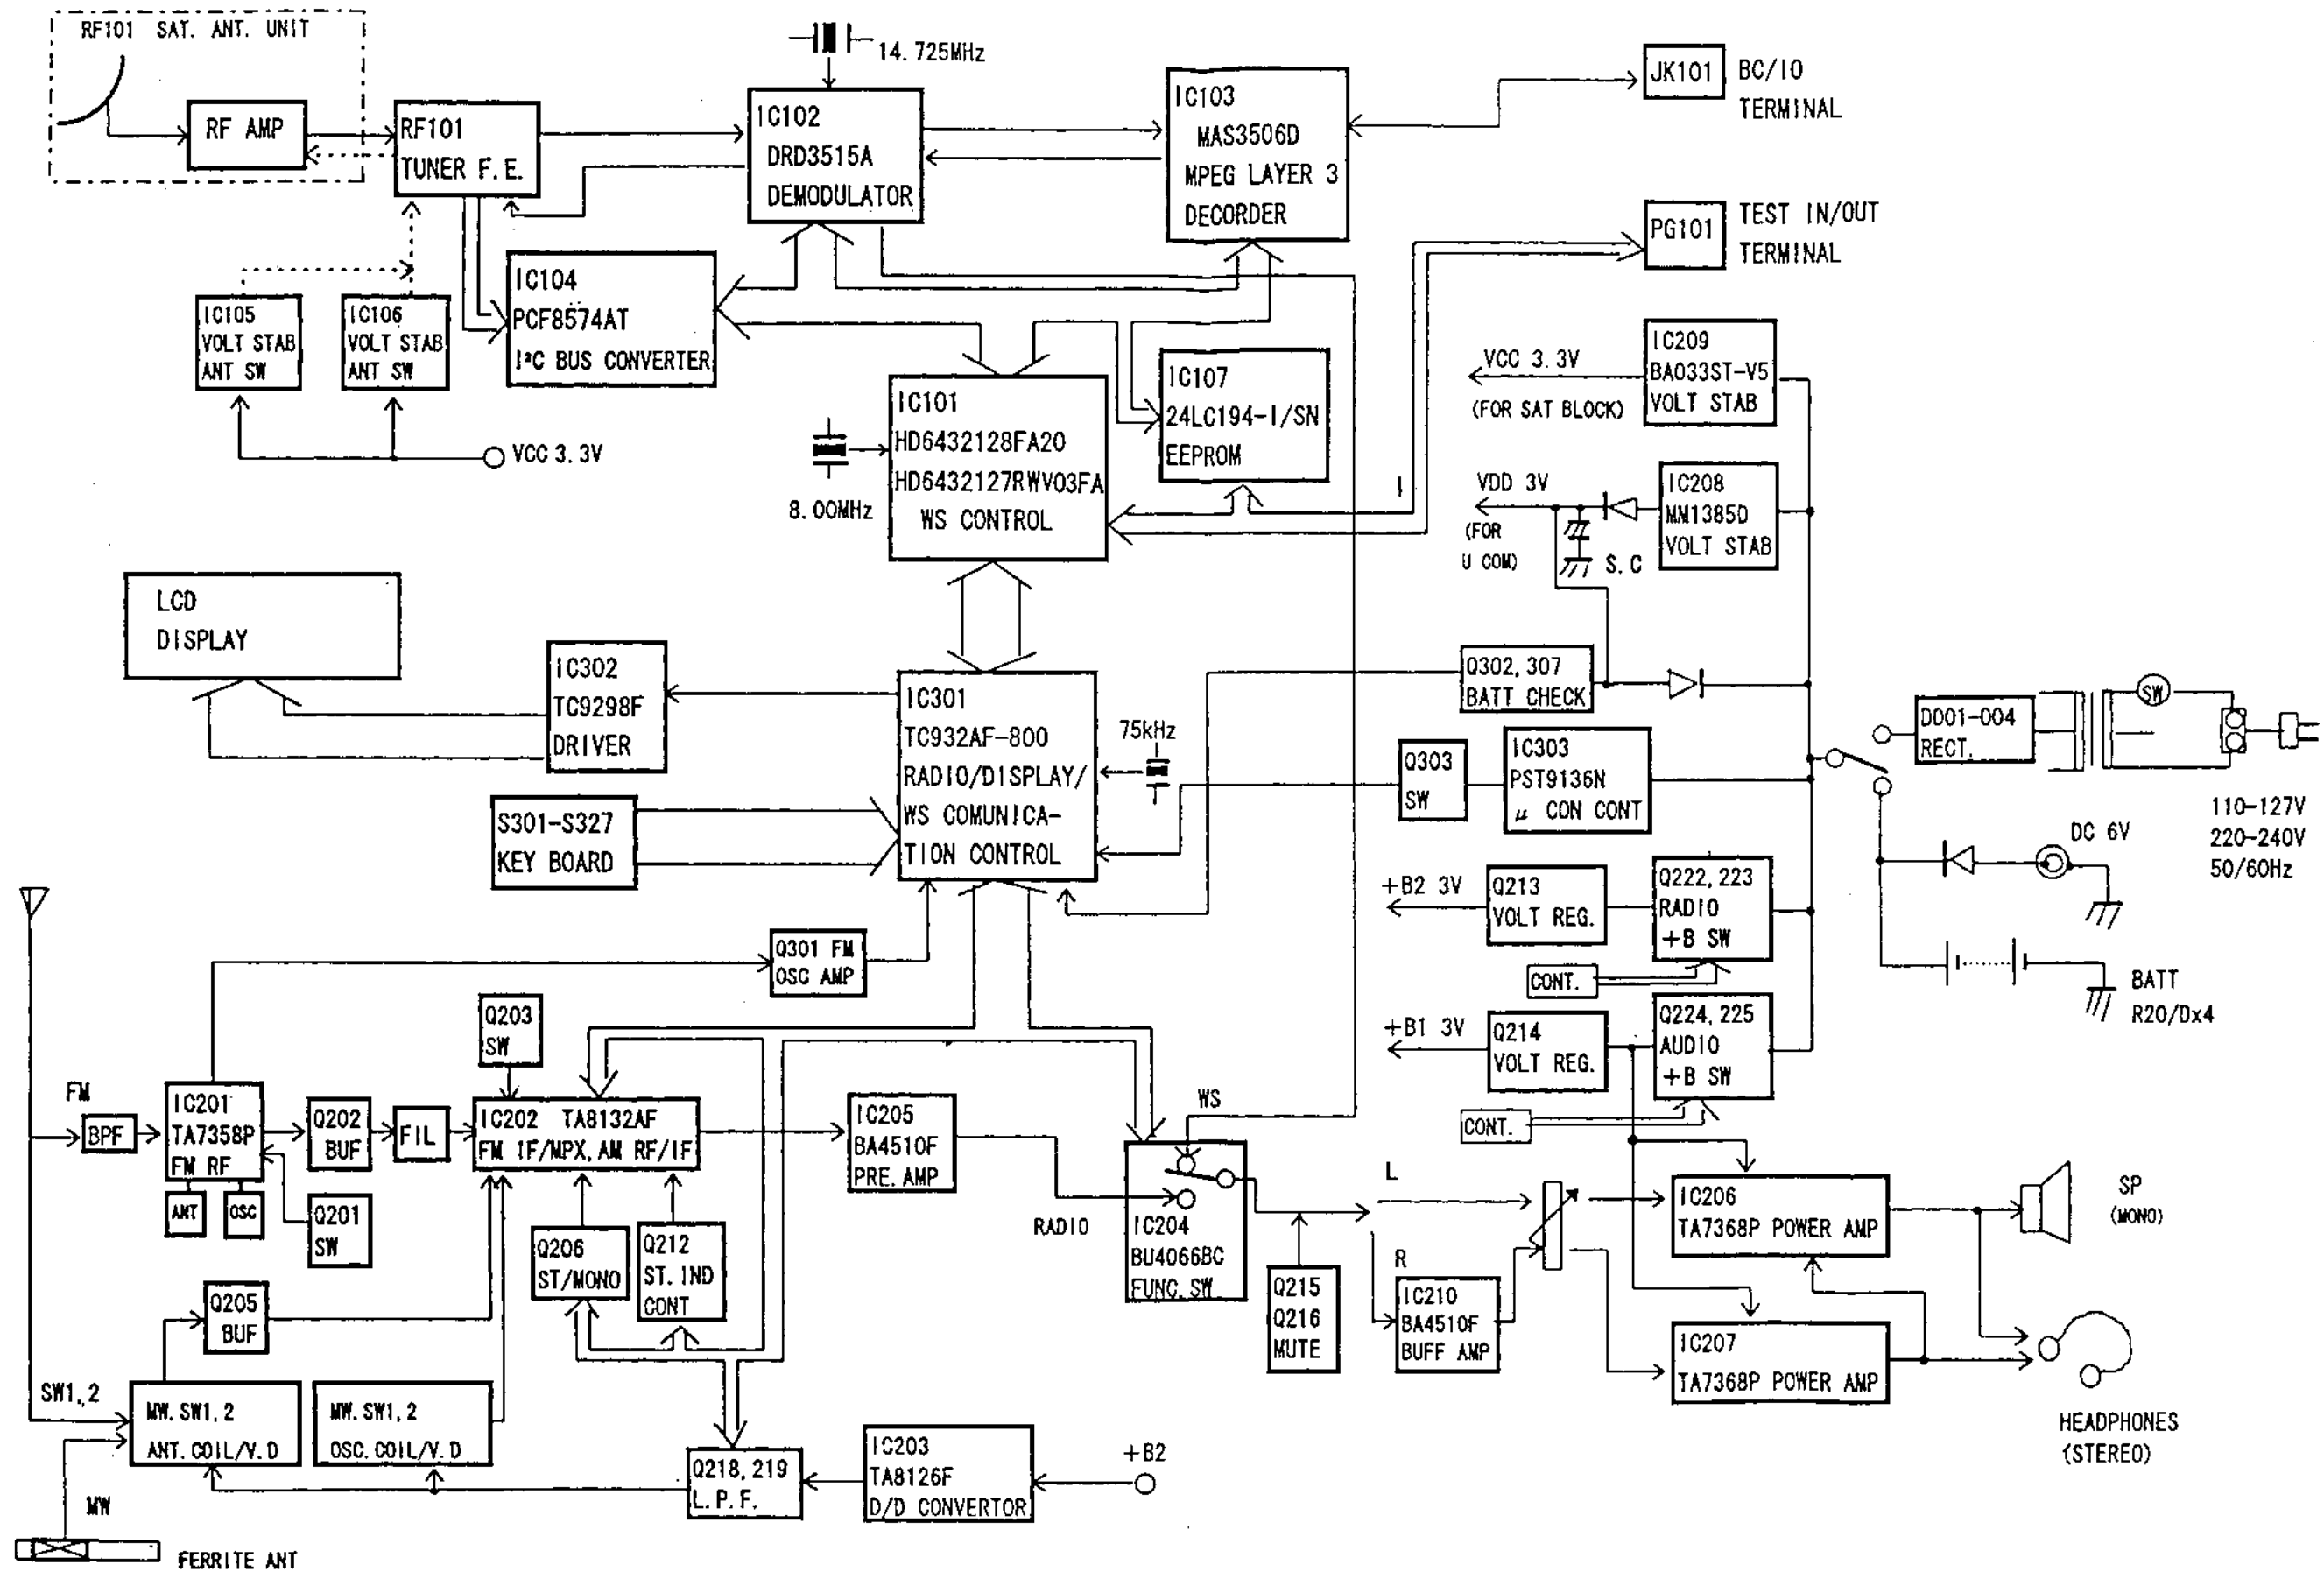 RF101 SAT. ANT. UNIT
RF AMP
RF101
TUNER F.E.
14.725MHz
IC102
DRD3515A
DEMODULATOR
IC103
MAS3506D
MPEG LAYER 3
DECORDER
JK101
BC/IO
TERMINAL
PG101
TEST IN/OUT
TERMINAL
IC104
PCF8574AT
I²C BUS CONVERTER
IC105
VOLT STAB
ANT SW
IC106
VOLT STAB
ANT SW
VCC 3.3V
IC101
HD6432128FA20
HD6432127RWV03FA
WS CONTROL
8.00MHz
IC107
24LC194-I/SN
EEPROM
IC209
BA033ST-V5
VOLT STAB
VCC 3.3V
(FOR SAT BLOCK)
IC208
MM1385D
VOLT STAB
VDD 3V
(FOR
U COM)
S.C
LCD
DISPLAY
IC302
TC9298F
DRIVER
IC301
TC932AF-800
RADIO/DISPLAY/
WS COMUNICA-
TION CONTROL
75kHz
S301-S327
KEY BOARD
Q302,307
BATT CHECK
Q303
SW
IC303
PST9136N
μ CON CONT
D001-004
RECT.
SW
110-127V
220-240V
50/60Hz
DC 6V
BATT
R20/Dx4
+B2 3V
Q213
VOLT REG.
Q222,223
RADIO
+B SW
CONT.
+B1 3V
Q214
VOLT REG.
Q224,225
AUDIO
+B SW
CONT.
Q301 FM
OSC AMP
Q203
SW
FM
BPF
IC201
TA7358P
FM RF
ANT
OSC
Q202
BUF
FIL
Q201
SW
IC202 TA8132AF
FM IF/MPX,AM RF/IF
IC205
BA4510F
PRE.AMP
WS
RADIO
IC204
BU4066BC
FUNC.SW
Q206
ST/MONO
Q212
ST.IND
CONT
Q205
BUF
Q215
Q216
MUTE
L
R
IC210
BA4510F
BUFF AMP
IC206
TA7368P POWER AMP
SP
(MONO)
IC207
TA7368P POWER AMP
HEADPHONES
(STEREO)
SW1,2
MW.SW1,2
ANT.COIL/V.D
MW.SW1,2
OSC.COIL/V.D
Q218,219
L.P.F.
IC203
TA8126F
D/D CONVERTOR
+B2
MW
FERRITE ANT